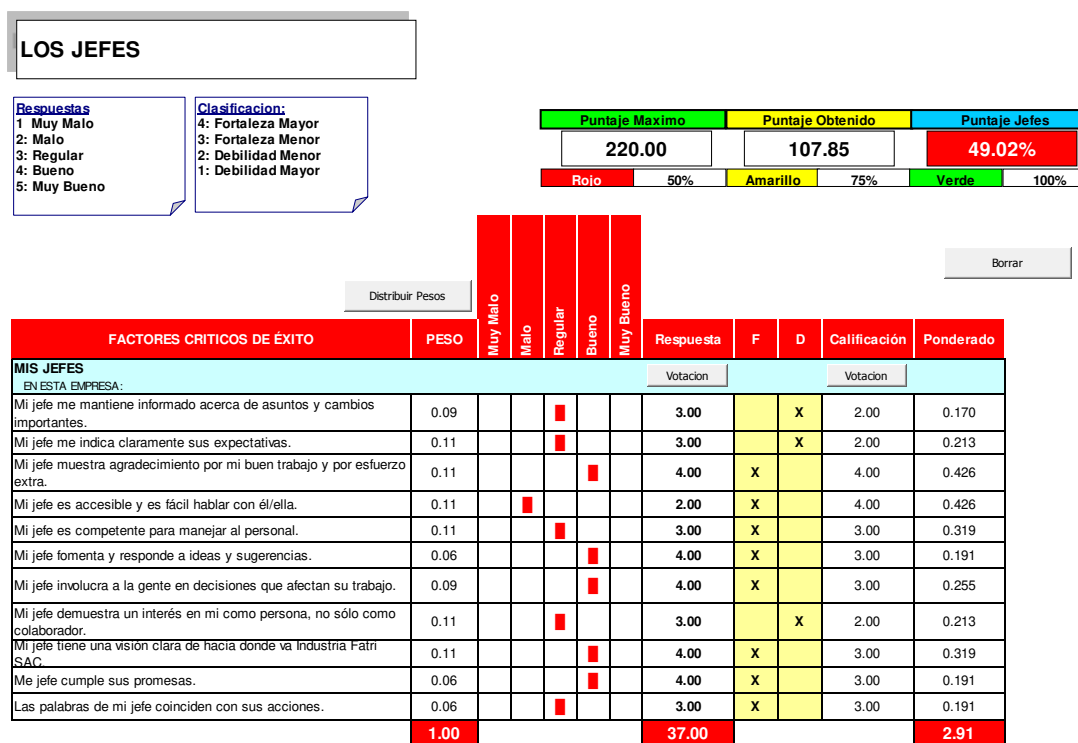 LOS JEFES
Respuestas
1 Muy Malo
2: Malo
3: Regular
4: Bueno
5: Muy Bueno
Clasificacion:
4: Fortaleza Mayor
3: Fortaleza Menor
2: Debilidad Menor
1: Debilidad Mayor
Puntaje Maximo Puntaje Obtenido Puntaje Jefes
220.00 107.85 49.02%
Rojo 50% Amarillo 75% Verde 100%
Borrar
Distribuir Pesos
FACTORES CRITICOS DE ÉXITO PESO Muy Malo Malo Regular Bueno Muy Bueno Respuesta F D Calificación Ponderado
MIS JEFES
EN ESTA EMPRESA:
Votacion Votacion
Mi jefe me mantiene informado acerca de asuntos y cambios
importantes.
0.09 3.00 X 2.00 0.170
Mi jefe me indica claramente sus expectativas. 0.11 3.00 X 2.00 0.213
Mi jefe muestra agradecimiento por mi buen trabajo y por esfuerzo
extra.
0.11 4.00 X 4.00 0.426
Mi jefe es accesible y es fácil hablar con él/ella. 0.11 2.00 X 4.00 0.426
Mi jefe es competente para manejar al personal. 0.11 3.00 X 3.00 0.319
Mi jefe fomenta y responde a ideas y sugerencias. 0.06 4.00 X 3.00 0.191
Mi jefe involucra a la gente en decisiones que afectan su trabajo. 0.09 4.00 X 3.00 0.255
Mi jefe demuestra un interés en mi como persona, no sólo como
colaborador.
0.11 3.00 X 2.00 0.213
Mi jefe tiene una visión clara de hacia donde va Industria Fatri
SAC.
0.11 4.00 X 3.00 0.319
Me jefe cumple sus promesas. 0.06 4.00 X 3.00 0.191
Las palabras de mi jefe coinciden con sus acciones. 0.06 3.00 X 3.00 0.191
1.00 37.00 2.91